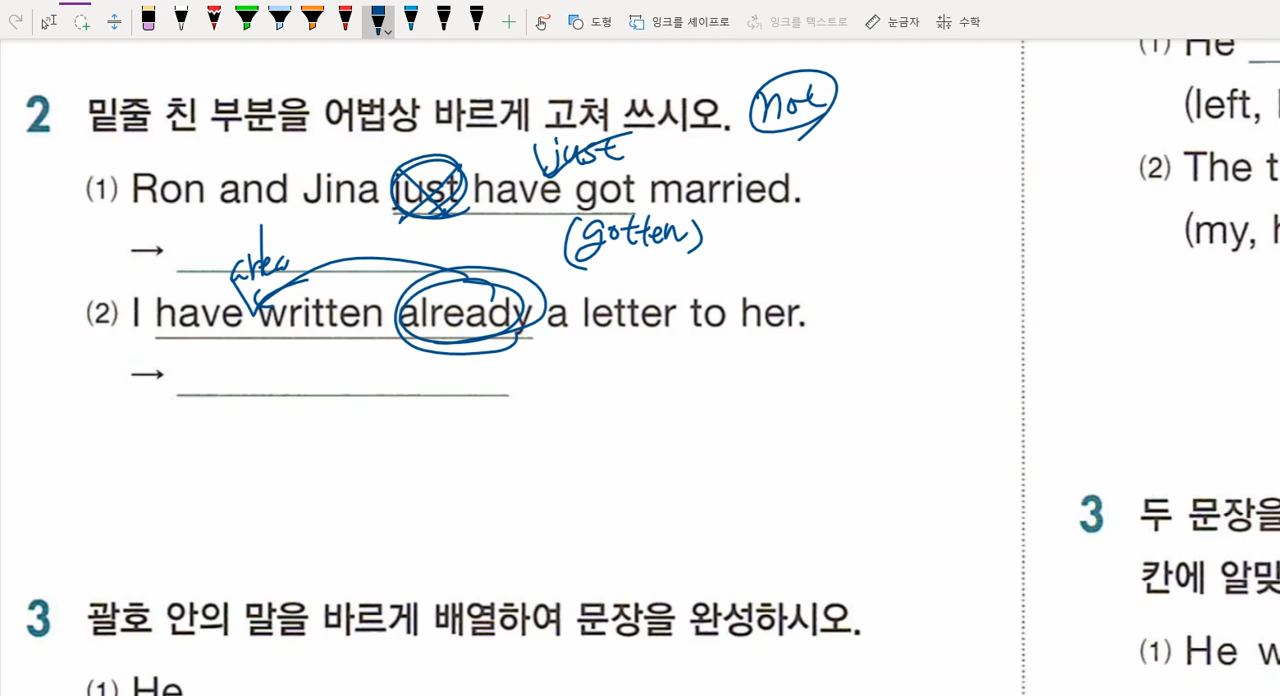 도형 잉크를 셰이프로 잉크를 텍스트로 눈금자 수학
2 밑줄 친 부분을 어법상 바르게 고쳐 쓰시오. not
just
(1) Ron and Jina just have got married.
→ (gotten)
(2) I have written already a letter to her.
→
3 괄호 안의 말을 바르게 배열하여 문장을 완성하시오.
(1) He
(1) He
(left,
(2) The t
(my, h
3 두 문장을
칸에 알맞
(1) He w